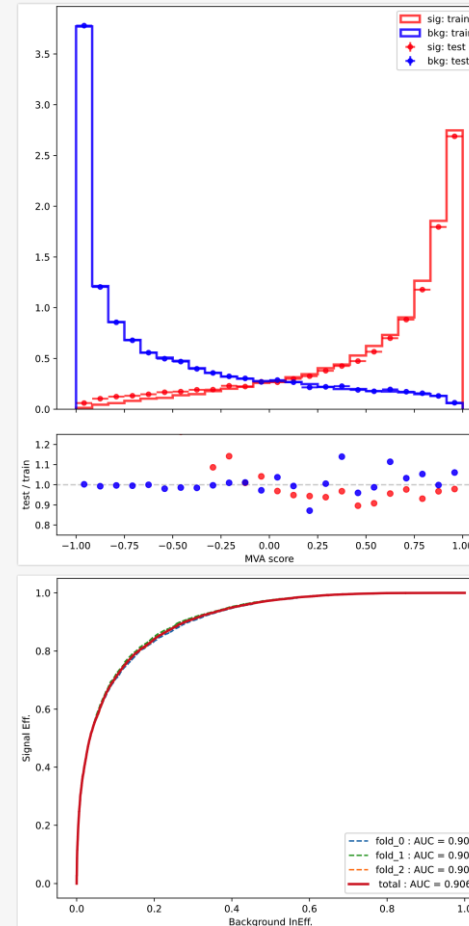 sig: train
bkg: train
sig: test
bkg: test
3.5
3.0
2.5
2.0
1.5
1.0
0.5
0.0
1.2
1.1
1.0
0.9
0.8
test / train
−1.00 −0.75 −0.50 −0.25 0.00 0.25 0.50 0.75 1.00
MVA score
1.0
0.8
0.6
0.4
0.2
0.0
Signal Eff.
fold_0 : AUC = 0.90
fold_1 : AUC = 0.90
fold_2 : AUC = 0.90
total : AUC = 0.906
0.0 0.2 0.4 0.6 0.8 1.0
Background InEff.